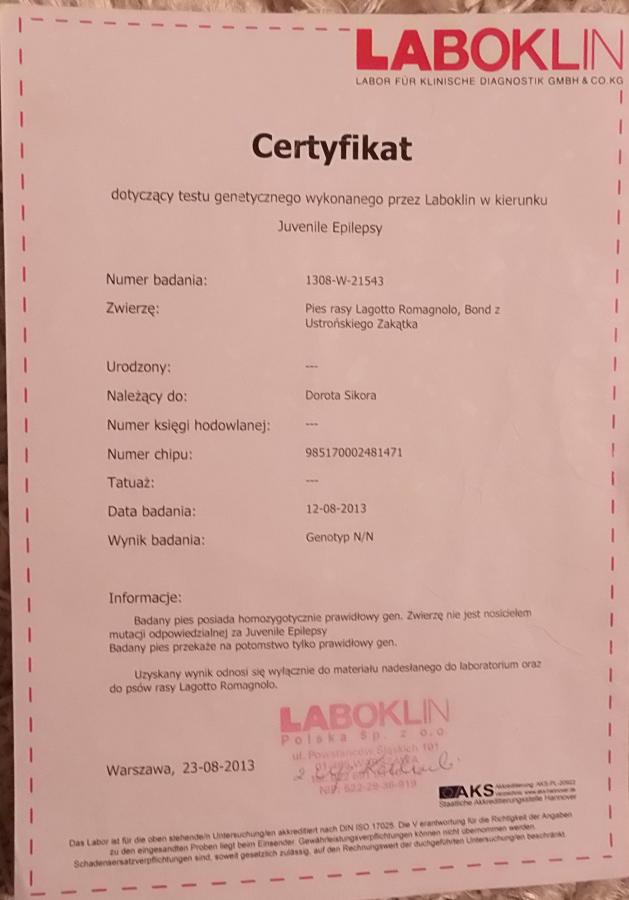 LABOKLIN
LABOR FÜR KLINISCHE DIAGNOSTIK GMBH & CO.KG
Certyfikat
dotyczący testu genetycznego wykonanego przez Laboklin w kierunku
Juvenile Epilepsy
Numer badania: 1308-W-21543
Zwierzę: Pies rasy Lagotto Romagnolo, Bond z
Ustrońskiego Zakątka
Urodzony: ---
Należący do: Dorota Sikora
Numer księgi hodowlanej: ---
Numer chipu: 985170002481471
Tatuaż: ---
Data badania: 12-08-2013
Wynik badania: Genotyp N/N
Informacje:
Badany pies posiada homozygotycznie prawidłowy gen. Zwierzę nie jest nosicielem
mutacji odpowiedzialnej za Juvenile Epilepsy
Badany pies przekaże na potomstwo tylko prawidłowy gen.
Uzyskany wynik odnosi się wyłącznie do materiału nadesłanego do laboratorium oraz
do psów rasy Lagotto Romagnolo.
LABOKLIN
Polska Sp. z o.o.
ul. Powstańców Śląskich 101
Warszawa, 23-08-2013
AKS
Staatliche Akkreditierungsstelle Hannover
Das Labor ist für die oben stehende/n Untersuchung/en akkreditiert nach DIN ISO 17025. Die Verantwortung für die Richtigkeit der Angaben
zu den eingesandten Proben liegt beim Einsender. Gewährleistungsverpflichtungen können nicht übernommen werden.
Schadensersatzverpflichtungen sind, soweit gesetzlich zulässig, auf den Rechnungswert der durchgeführten Untersuchung/en beschränkt.